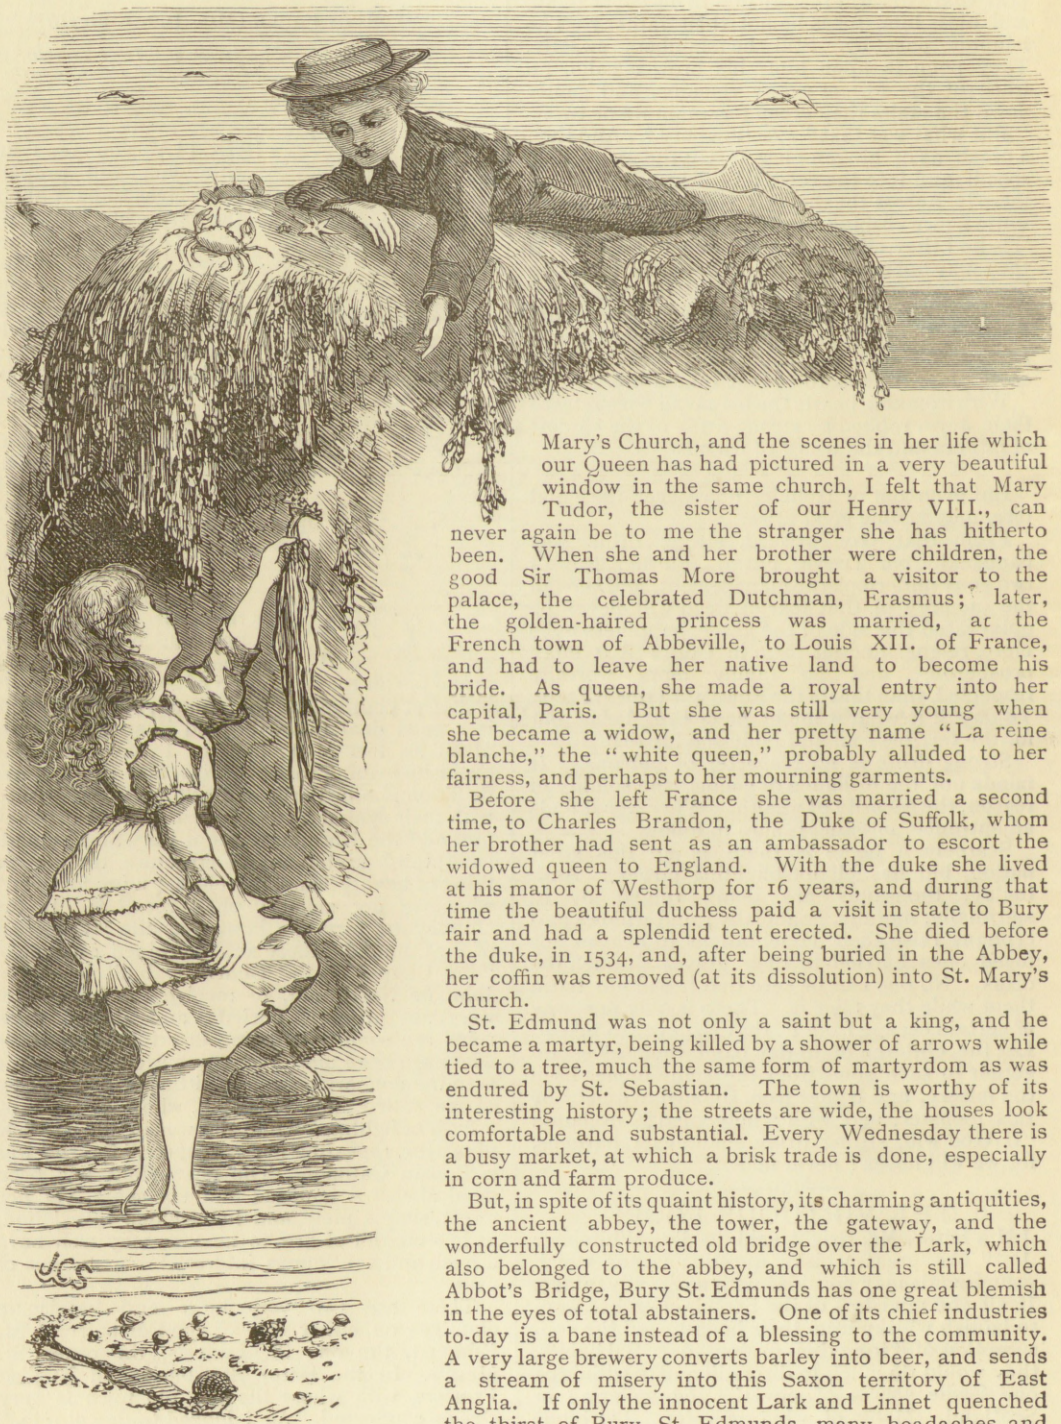 Mary's Church, and the scenes in her life which
our Queen has had pictured in a very beautiful
window in the same church, I felt that Mary
Tudor, the sister of our Henry VIII., can
never again be to me the stranger she has hitherto
been. When she and her brother were children, the
good Sir Thomas More brought a visitor to the
palace, the celebrated Dutchman, Erasmus; later,
the golden-haired princess was married, at the
French town of Abbeville, to Louis XII. of France,
and had to leave her native land to become his
bride. As queen, she made a royal entry into her
capital, Paris. But she was still very young when
she became a widow, and her pretty name "La reine
blanche," the "white queen," probably alluded to her
fairness, and perhaps to her mourning garments.
Before she left France she was married a second
time, to Charles Brandon, the Duke of Suffolk, whom
her brother had sent as an ambassador to escort the
widowed queen to England. With the duke she lived
at his manor of Westhorp for 16 years, and during that
time the beautiful duchess paid a visit in state to Bury
fair and had a splendid tent erected. She died before
the duke, in 1534, and, after being buried in the Abbey,
her coffin was removed (at its dissolution) into St. Mary's
Church.
St. Edmund was not only a saint but a king, and he
became a martyr, being killed by a shower of arrows while
tied to a tree, much the same form of martyrdom as was
endured by St. Sebastian. The town is worthy of its
interesting history; the streets are wide, the houses look
comfortable and substantial. Every Wednesday there is
a busy market, at which a brisk trade is done, especially
in corn and farm produce.
But, in spite of its quaint history, its charming antiquities,
the ancient abbey, the tower, the gateway, and the
wonderfully constructed old bridge over the Lark, which
also belonged to the abbey, and which is still called
Abbot's Bridge, Bury St. Edmunds has one great blemish
in the eyes of total abstainers. One of its chief industries
to-day is a bane instead of a blessing to the community.
A very large brewery converts barley into beer, and sends
a stream of misery into this Saxon territory of East
Anglia. If only the innocent Lark and Linnet quenched
the thirst of Bury St. Edmunds, many headaches and
JCS